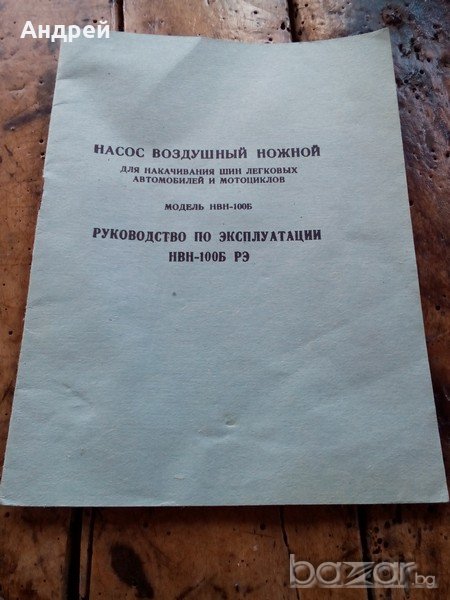 Андрей
НАСОС ВОЗДУШНЫЙ НОЖНОЙ
ДЛЯ НАКАЧИВАНИЯ ШИН ЛЕГКОВЫХ
АВТОМОБИЛЕЙ И МОТОЦИКЛОВ
МОДЕЛЬ НВН-100Б
РУКОВОДСТВО ПО ЭКСПЛУАТАЦИИ
НВН-100Б РЭ
bazar.bg